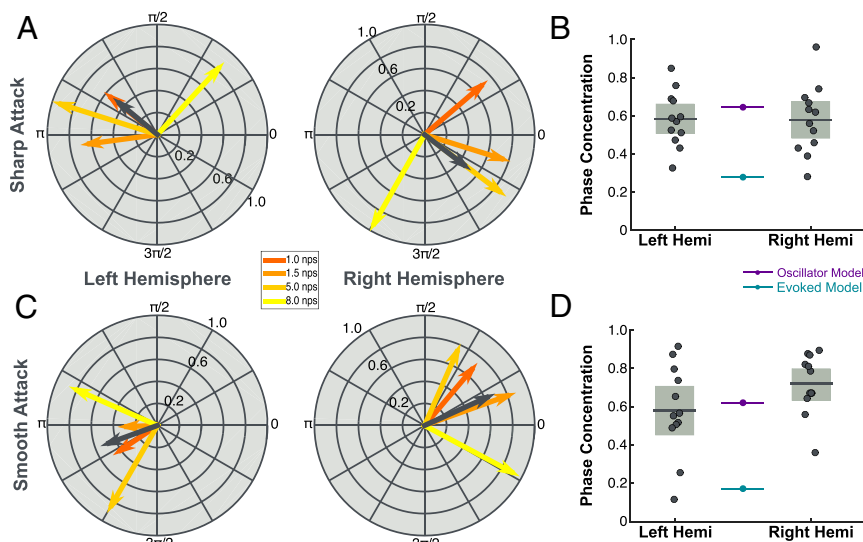 A
π/2
π/2
B
Sharp Attack
π
0
0.2
0.6
1.0
3π/2
1.0
0.6
0.2
0
3π/2
Phase Concentration
1.0
0.8
0.6
0.4
0.2
0
Left Hemi
Right Hemi
Left Hemisphere
Right Hemisphere
1.0 nps
1.5 nps
5.0 nps
8.0 nps
Oscillator Model
Evoked Model
C
π/2
π/2
D
Smooth Attack
π
0
1.0
0.6
0.2
1.0
0.6
0.2
0
Phase Concentration
1.0
0.8
0.6
0.4
0.2
0
Left Hemi
Right Hemi